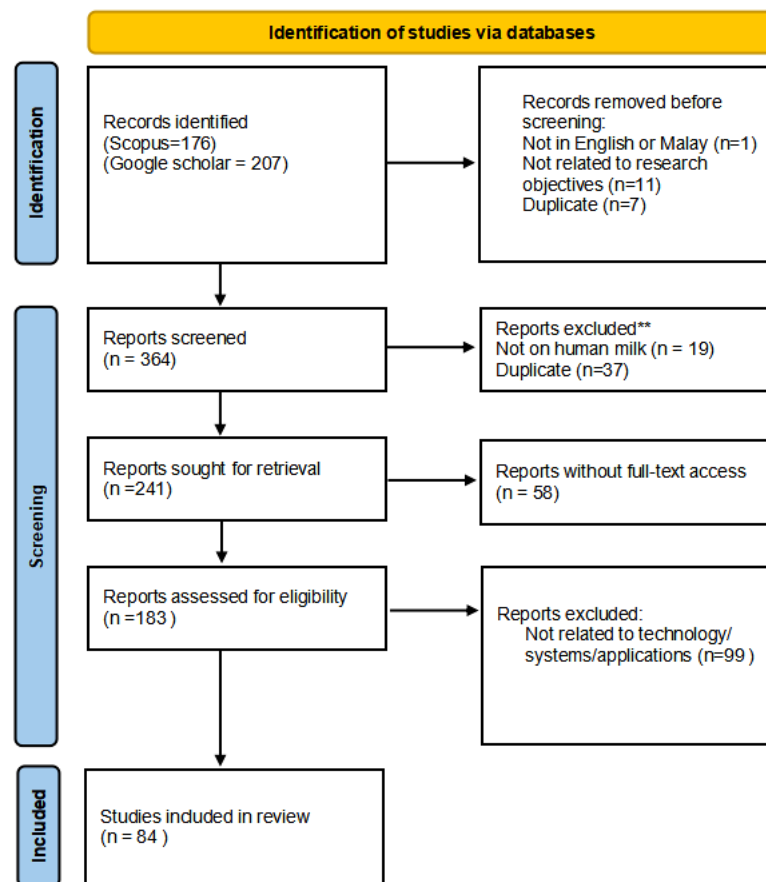 Identification of studies via databases
Identification
Records identified
(Scopus=176)
(Google scholar = 207)
Records removed before
screening:
Not in English or Malay (n=1)
Not related to research
objectives (n=11)
Duplicate (n=7)
Screening
Reports screened
(n = 364)
Reports excluded**
Not on human milk (n = 19)
Duplicate (n=37)
Reports sought for retrieval
(n =241)
Reports without full-text access
(n = 58)
Reports assessed for eligibility
(n =183 )
Reports excluded:
Not related to technology/
systems/applications (n=99 )
Included
Studies included in review
(n = 84 )